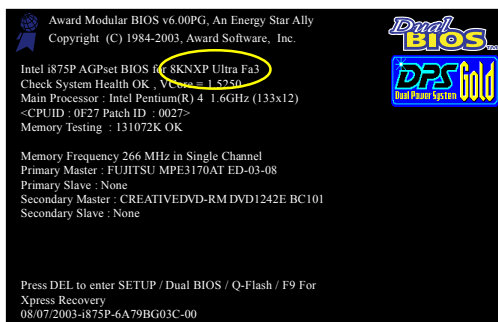 Award Modular BIOS v6.00PG, An Energy Star Ally
Copyright (C) 1984-2003, Award Software, Inc.
Dual
BIOS
Intel i875P AGPset BIOS for 8KNXP Ultra Fa3
Check System Health OK , VCore = 1.5250
Main Processor : Intel Pentium(R) 4 1.6GHz (133x12)
<CPUID : 0F27 Patch ID : 0027>
Memory Testing : 131072K OK
DPS
Dual Power System
Gold
Memory Frequency 266 MHz in Single Channel
Primary Master : FUJITSU MPE3170AT ED-03-08
Primary Slave : None
Secondary Master : CREATIVEDVD-RM DVD1242E BC101
Secondary Slave : None
Press DEL to enter SETUP / Dual BIOS / Q-Flash / F9 For
Xpress Recovery
08/07/2003-i875P-6A79BG03C-00